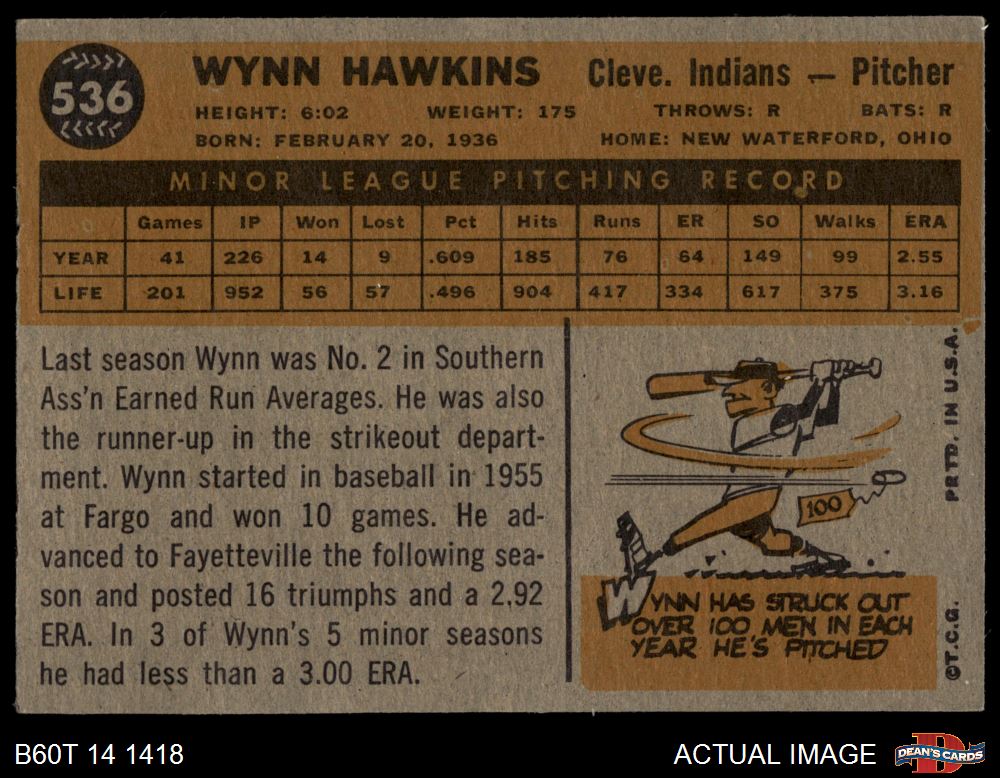 536
WYNN HAWKINS Cleve. Indians — Pitcher
HEIGHT: 6:02 WEIGHT: 175 THROWS: R BATS: R
BORN: FEBRUARY 20, 1936 HOME: NEW WATERFORD, OHIO
MINOR LEAGUE PITCHING RECORD
Games IP Won Lost Pct Hits Runs ER SO Walks ERA
YEAR 41 226 14 9 .609 185 76 64 149 99 2.55
LIFE 201 952 56 57 .496 904 417 334 617 375 3.16
Last season Wynn was No. 2 in Southern
Ass'n Earned Run Averages. He was also
the runner-up in the strikeout depart-
ment. Wynn started in baseball in 1955
at Fargo and won 10 games. He ad-
vanced to Fayetteville the following sea-
son and posted 16 triumphs and a 2.92
ERA. In 3 of Wynn's 5 minor seasons
he had less than a 3.00 ERA.
100
WYNN HAS STRUCK OUT
OVER 100 MEN IN EACH
YEAR HE'S PITCHED
©T.C.G. PRTD. IN U.S.A.
B60T 14 1418 ACTUAL IMAGE DEAN'S CARDS